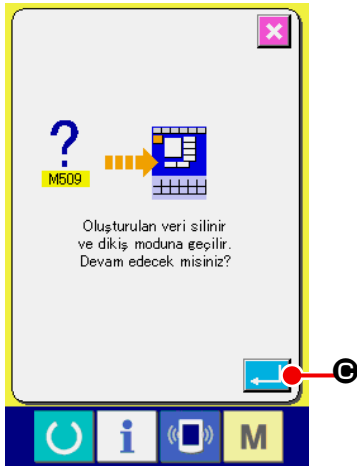 ?
M509
Oluşturulan veri silinir
ve dikiş moduna geçilir.
Devam edecek misiniz?
C
i
M